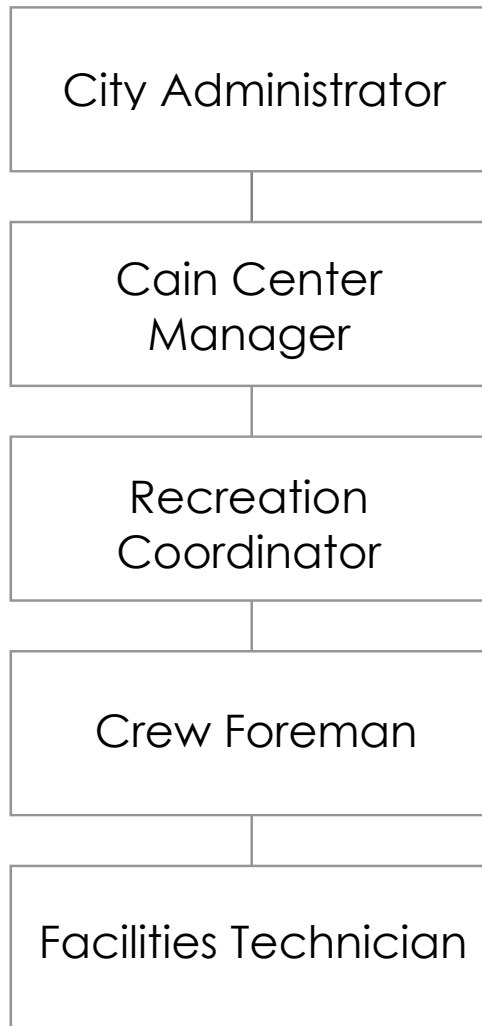 City Administrator
Cain Center
Manager
Recreation
Coordinator
Crew Foreman
Facilities Technician